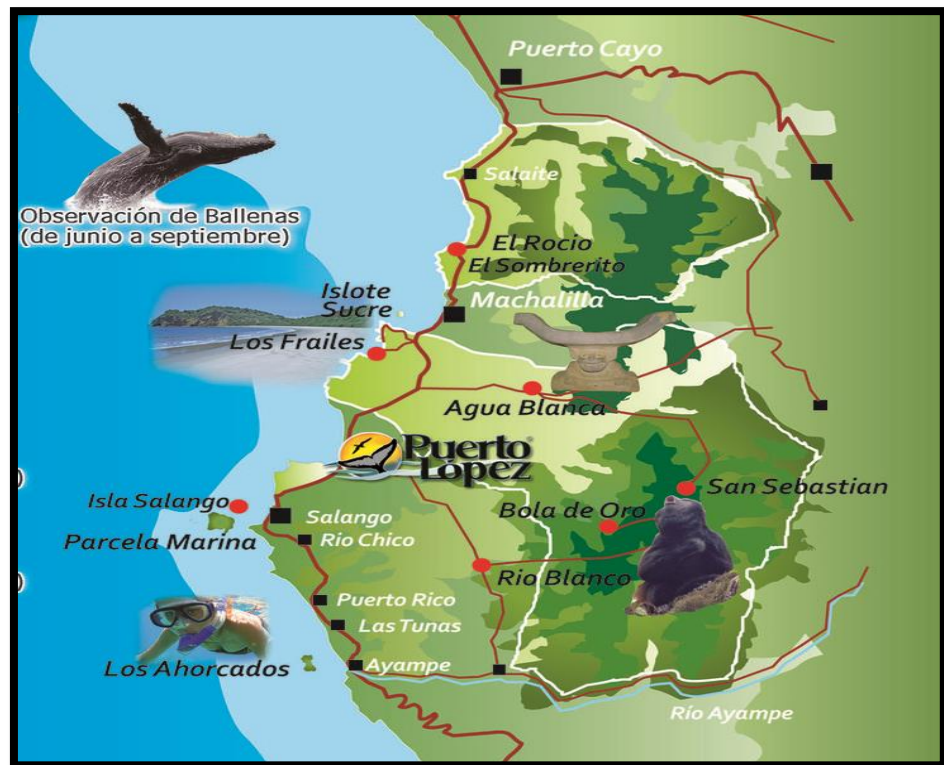 Puerto Cayo
Salaite
Observación de Ballenas
(de junio a septiembre)
El Rocio
El Sombrerito
Islote
Sucre
Machalilla
Los Frailes
Agua Blanca
Puerto
López
San Sebastian
Isla Salango
Bola de Oro
Salango
Parcela Marina
Rio Chico
Rio Blanco
Puerto Rico
Las Tunas
Los Ahorcados
Ayampe
Río Ayampe